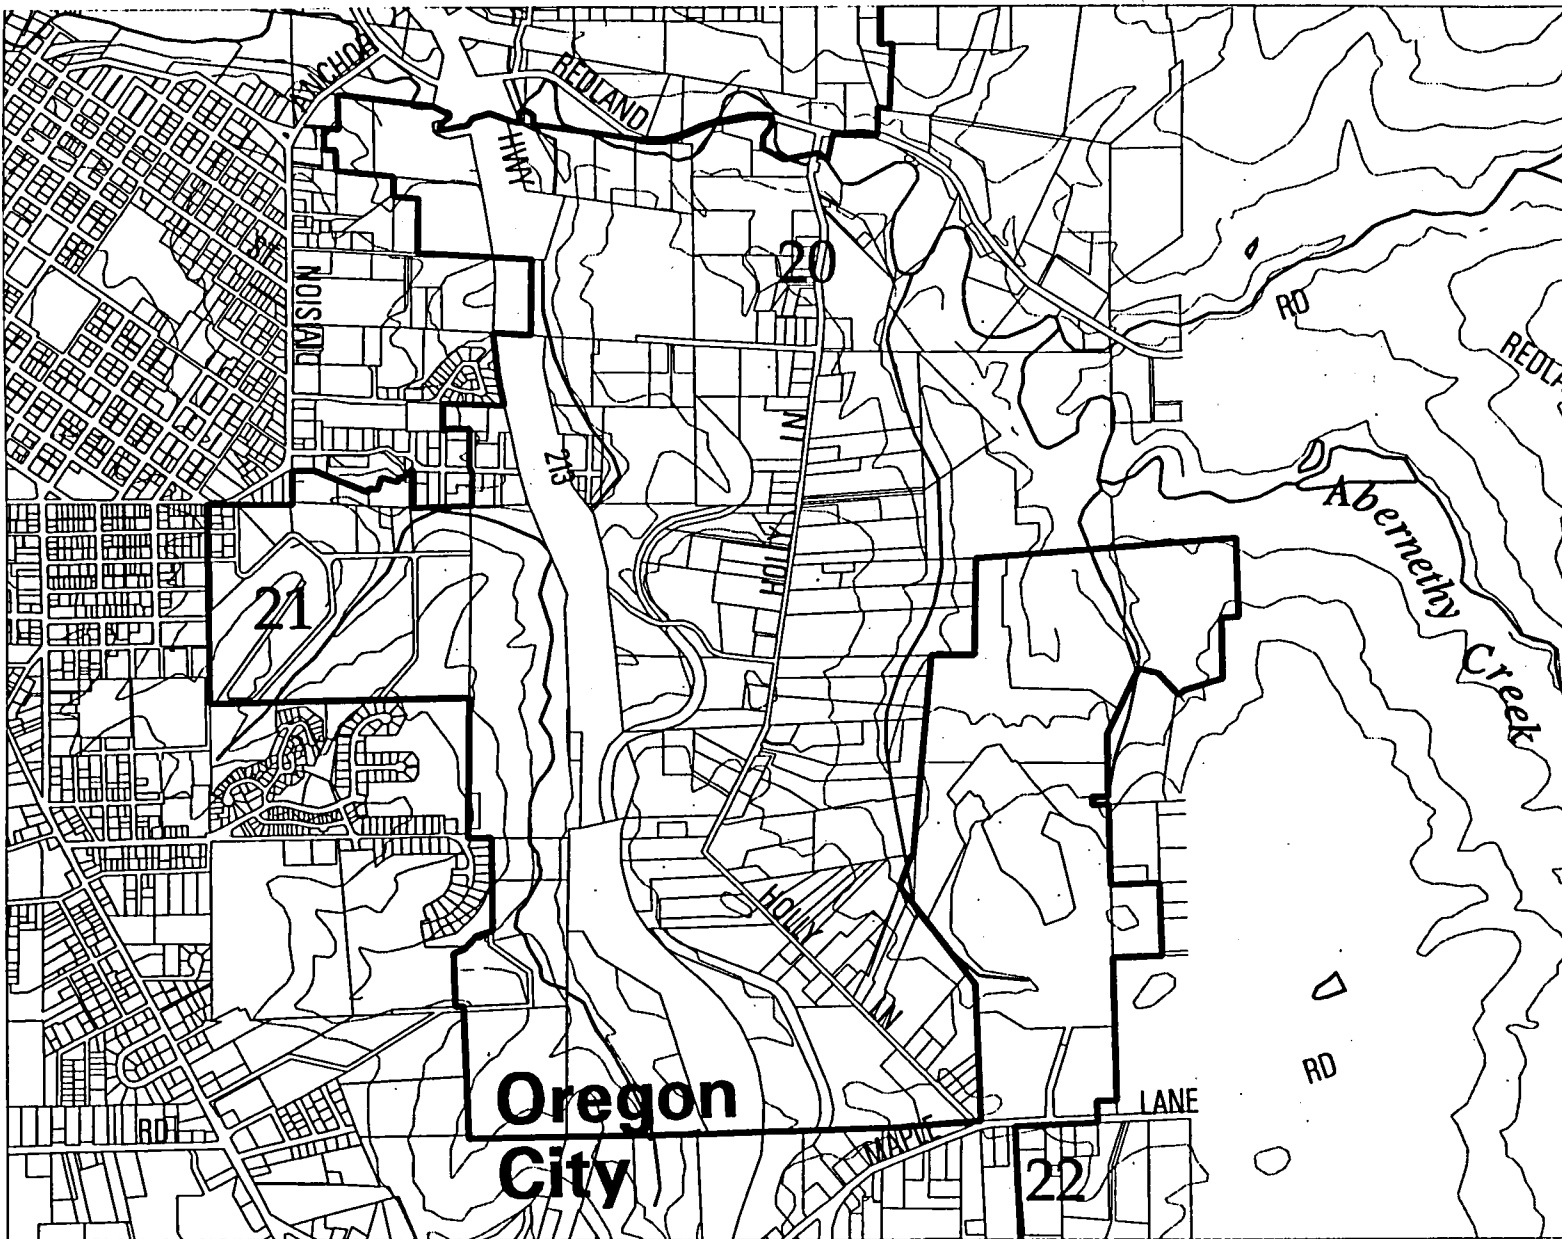 ANCHOR
REDLAND
HWY
20
DIVISION
RD
REDLA
213
LN
HOLLY
Abernethy
Creek
21
HOLLY
LN
Oregon
City
RD
MAPLE
LANE
RD
22